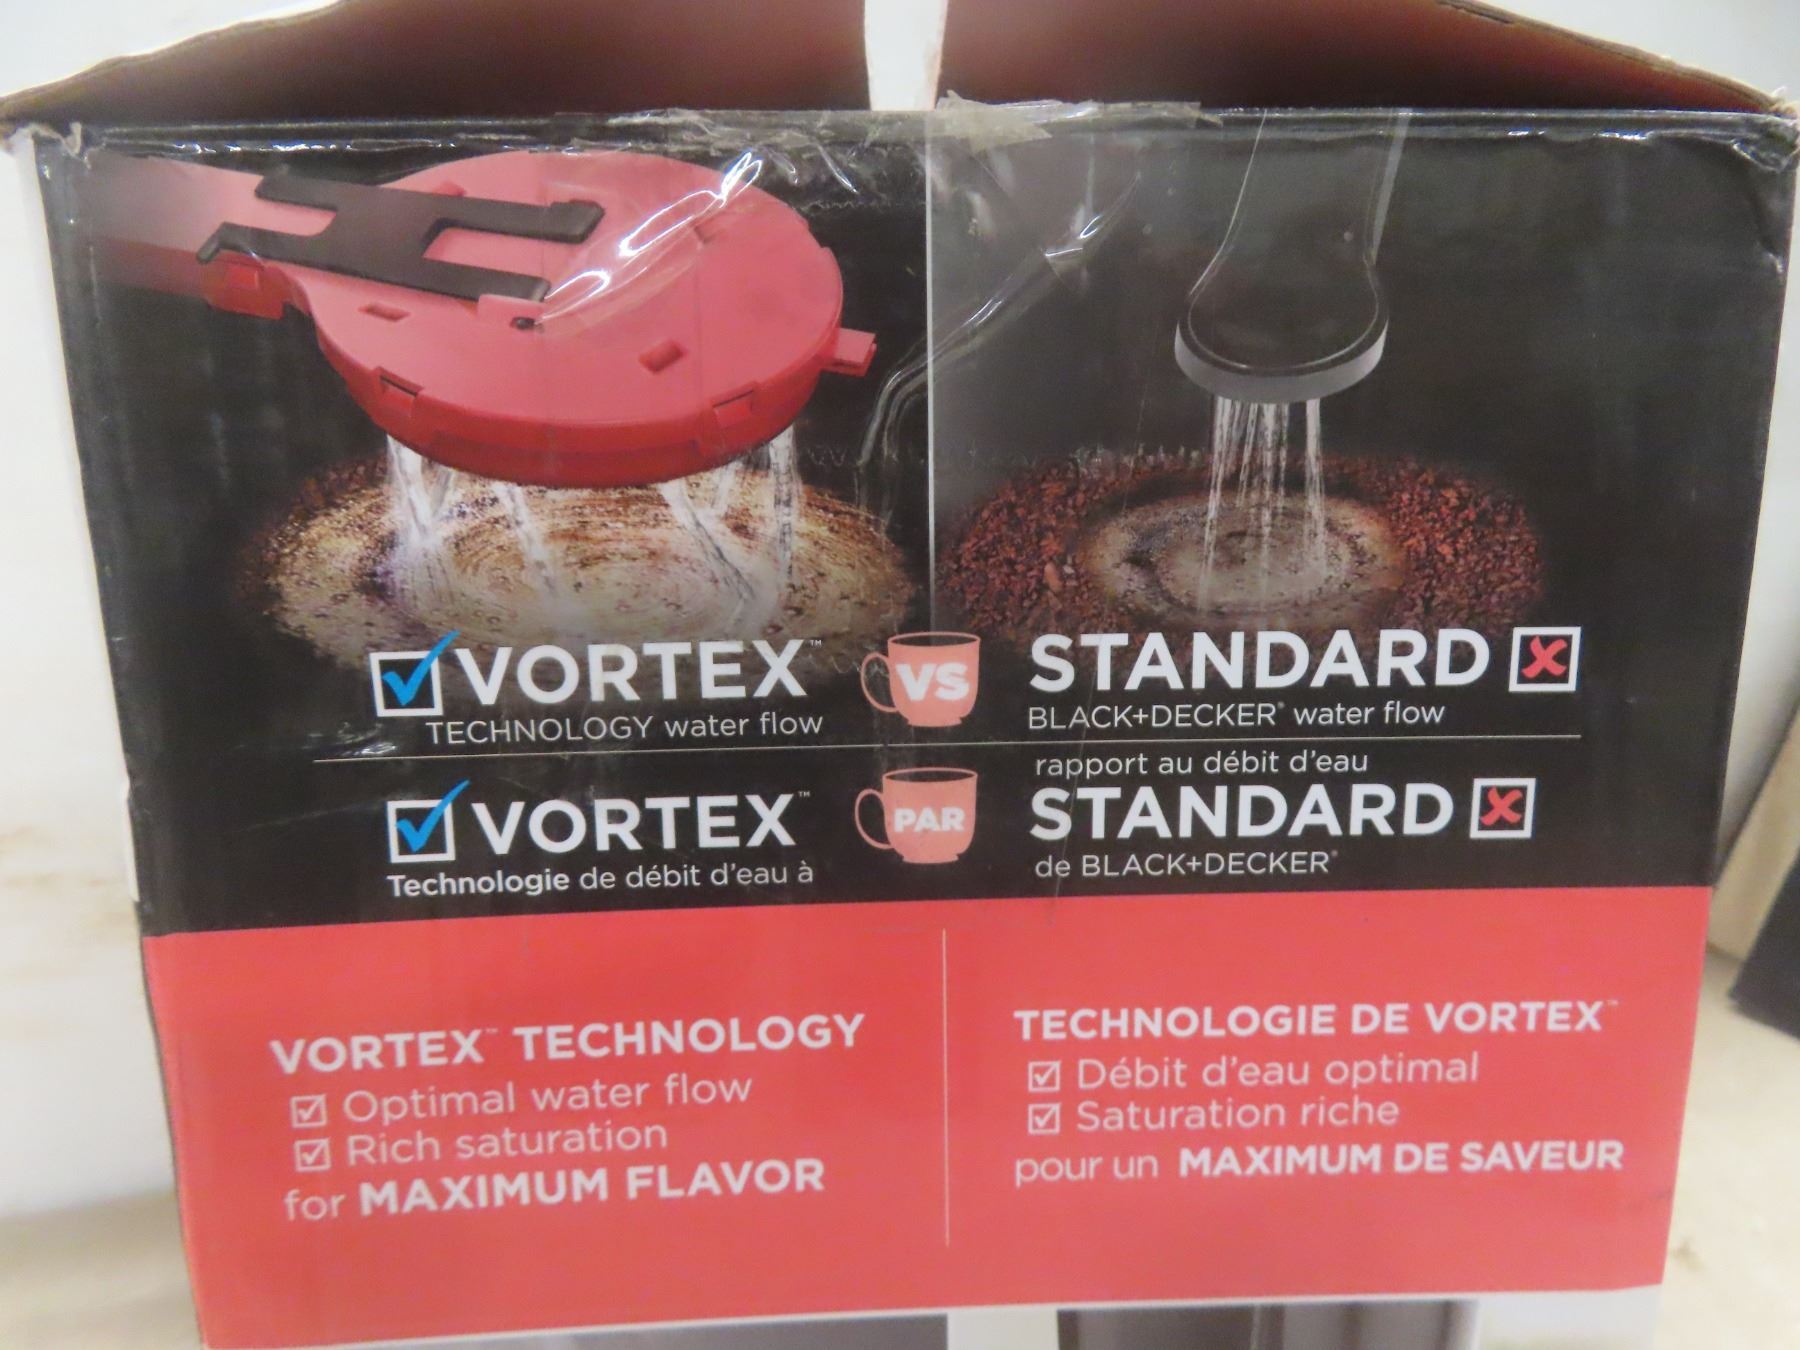 VORTEX™ VS STANDARD
TECHNOLOGY water flow BLACK+DECKER® water flow
rapport au débit d'eau
VORTEX™ PAR STANDARD
Technologie de débit d'eau à de BLACK+DECKER®
VORTEX™ TECHNOLOGY
Optimal water flow
Rich saturation
for MAXIMUM FLAVOR
TECHNOLOGIE DE VORTEX™
Débit d'eau optimal
Saturation riche
pour un MAXIMUM DE SAVEUR